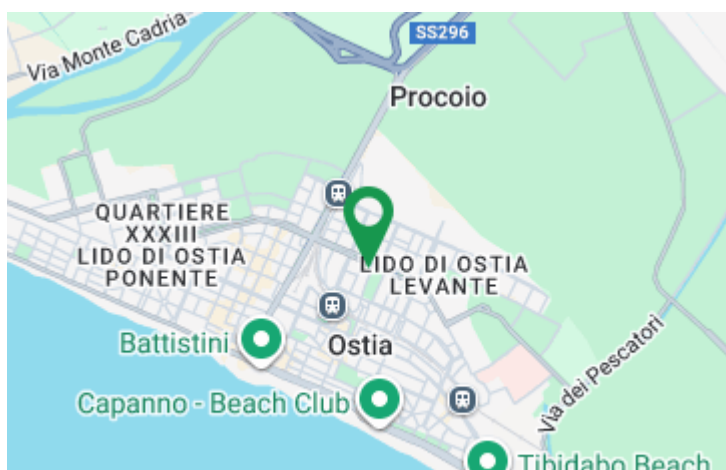 Via Monte Cadria
SS296
Procoio
QUARTIERE
XXXIII
LIDO DI OSTIA
PONENTE
LIDO DI OSTIA
LEVANTE
Battistini
Ostia
Via dei Pescatori
Capanno - Beach Club
Tibidabo Beach